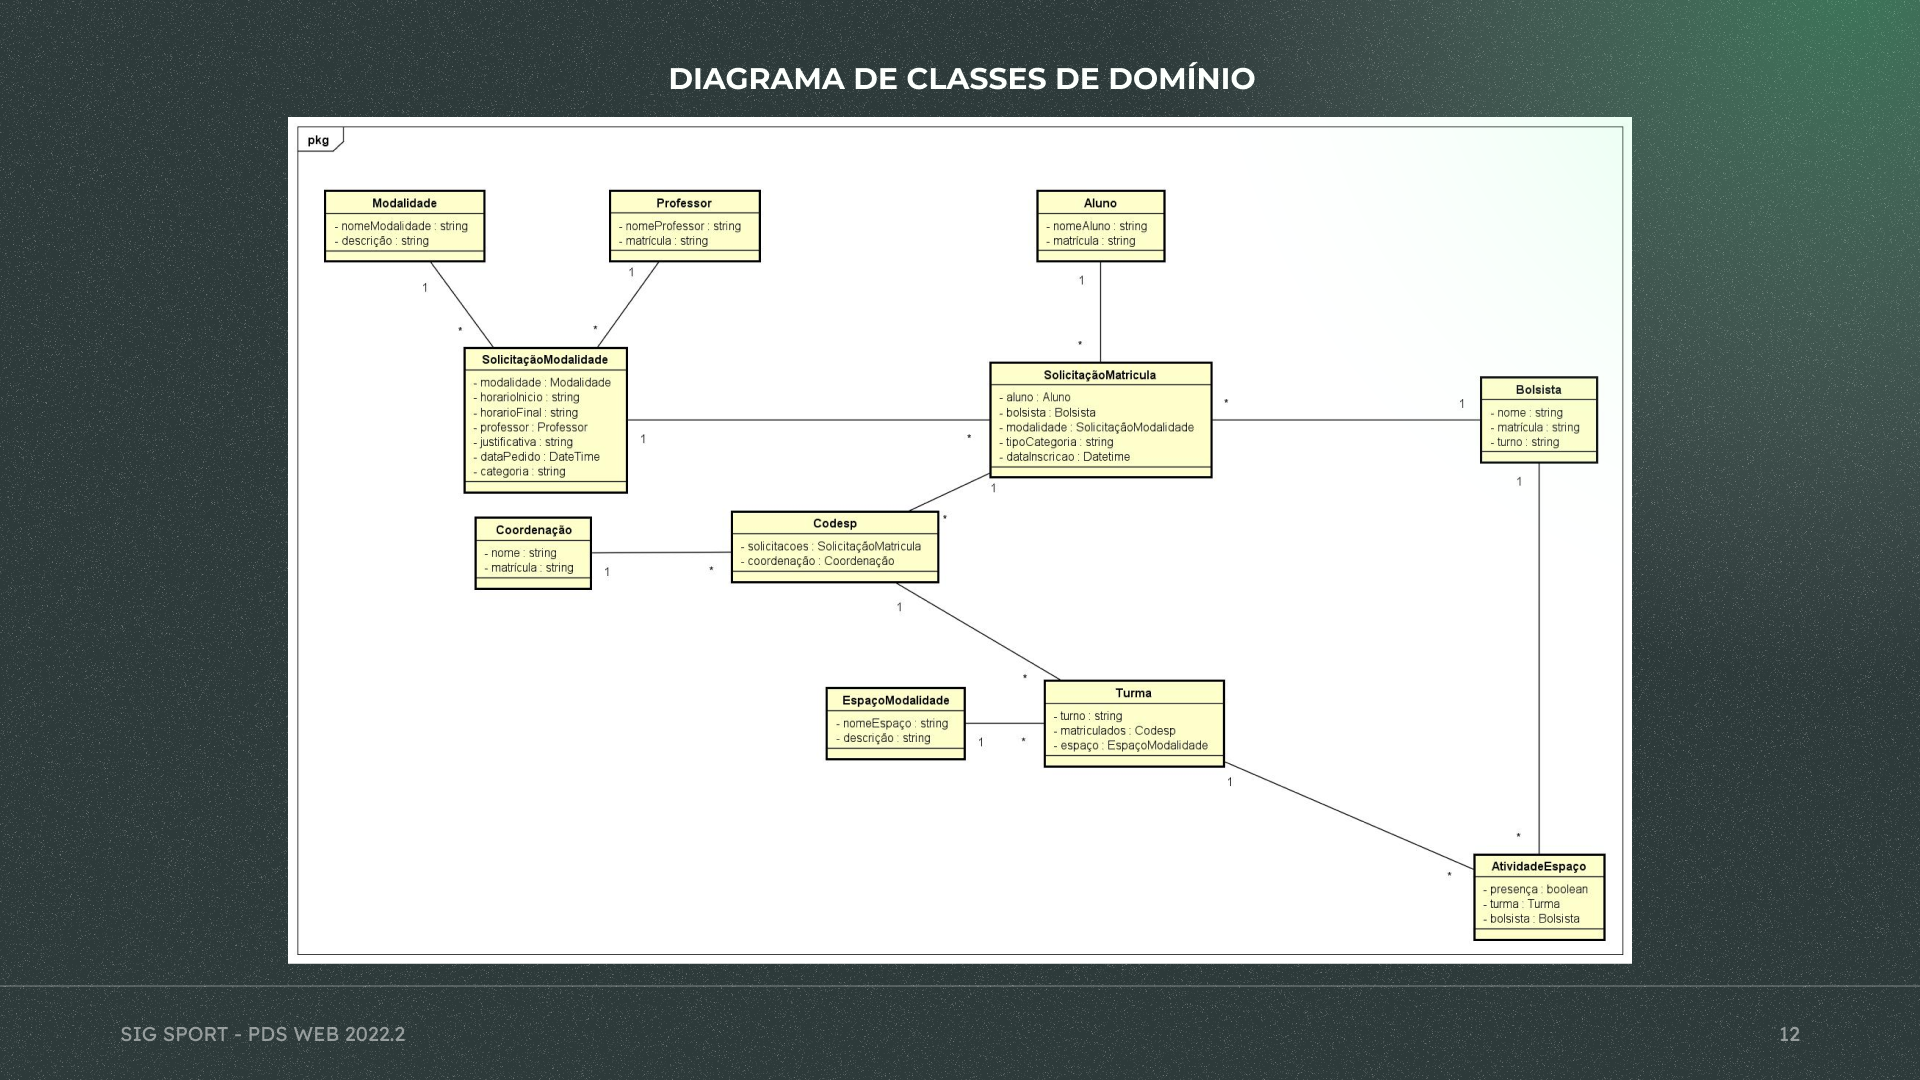 DIAGRAMA DE CLASSES DE DOMÍNIO
pkg
Modalidade
- nomeModalidade : string
- descrição : string
Professor
- nomeProfessor : string
- matrícula : string
Aluno
- nomeAluno : string
- matrícula : string
1
*
1
*
1
*
SolicitaçãoModalidade
- modalidade : Modalidade
- horarioInicio : string
- horarioFinal : string
- professor : Professor
- justificativa : string
- dataPedido : DateTime
- categoria : string
1
*
SolicitaçãoMatricula
- aluno : Aluno
- bolsista : Bolsista
- modalidade : SolicitaçãoModalidade
- tipoCategoria : string
- dataInscricao : Datetime
*
1
Bolsista
- nome : string
- matrícula : string
- turno : string
1
*
1
*
Coordenação
- nome : string
- matrícula : string
1
*
Codesp
- solicitacoes : SolicitaçãoMatricula
- coordenação : Coordenação
1
*
EspaçoModalidade
- nomeEspaço : string
- descrição : string
1
*
Turma
- turno : string
- matriculados : Codesp
- espaço : EspaçoModalidade
1
*
AtividadeEspaço
- presença : boolean
- turma : Turma
- bolsista : Bolsista
SIG SPORT - PDS WEB 2022.2
12